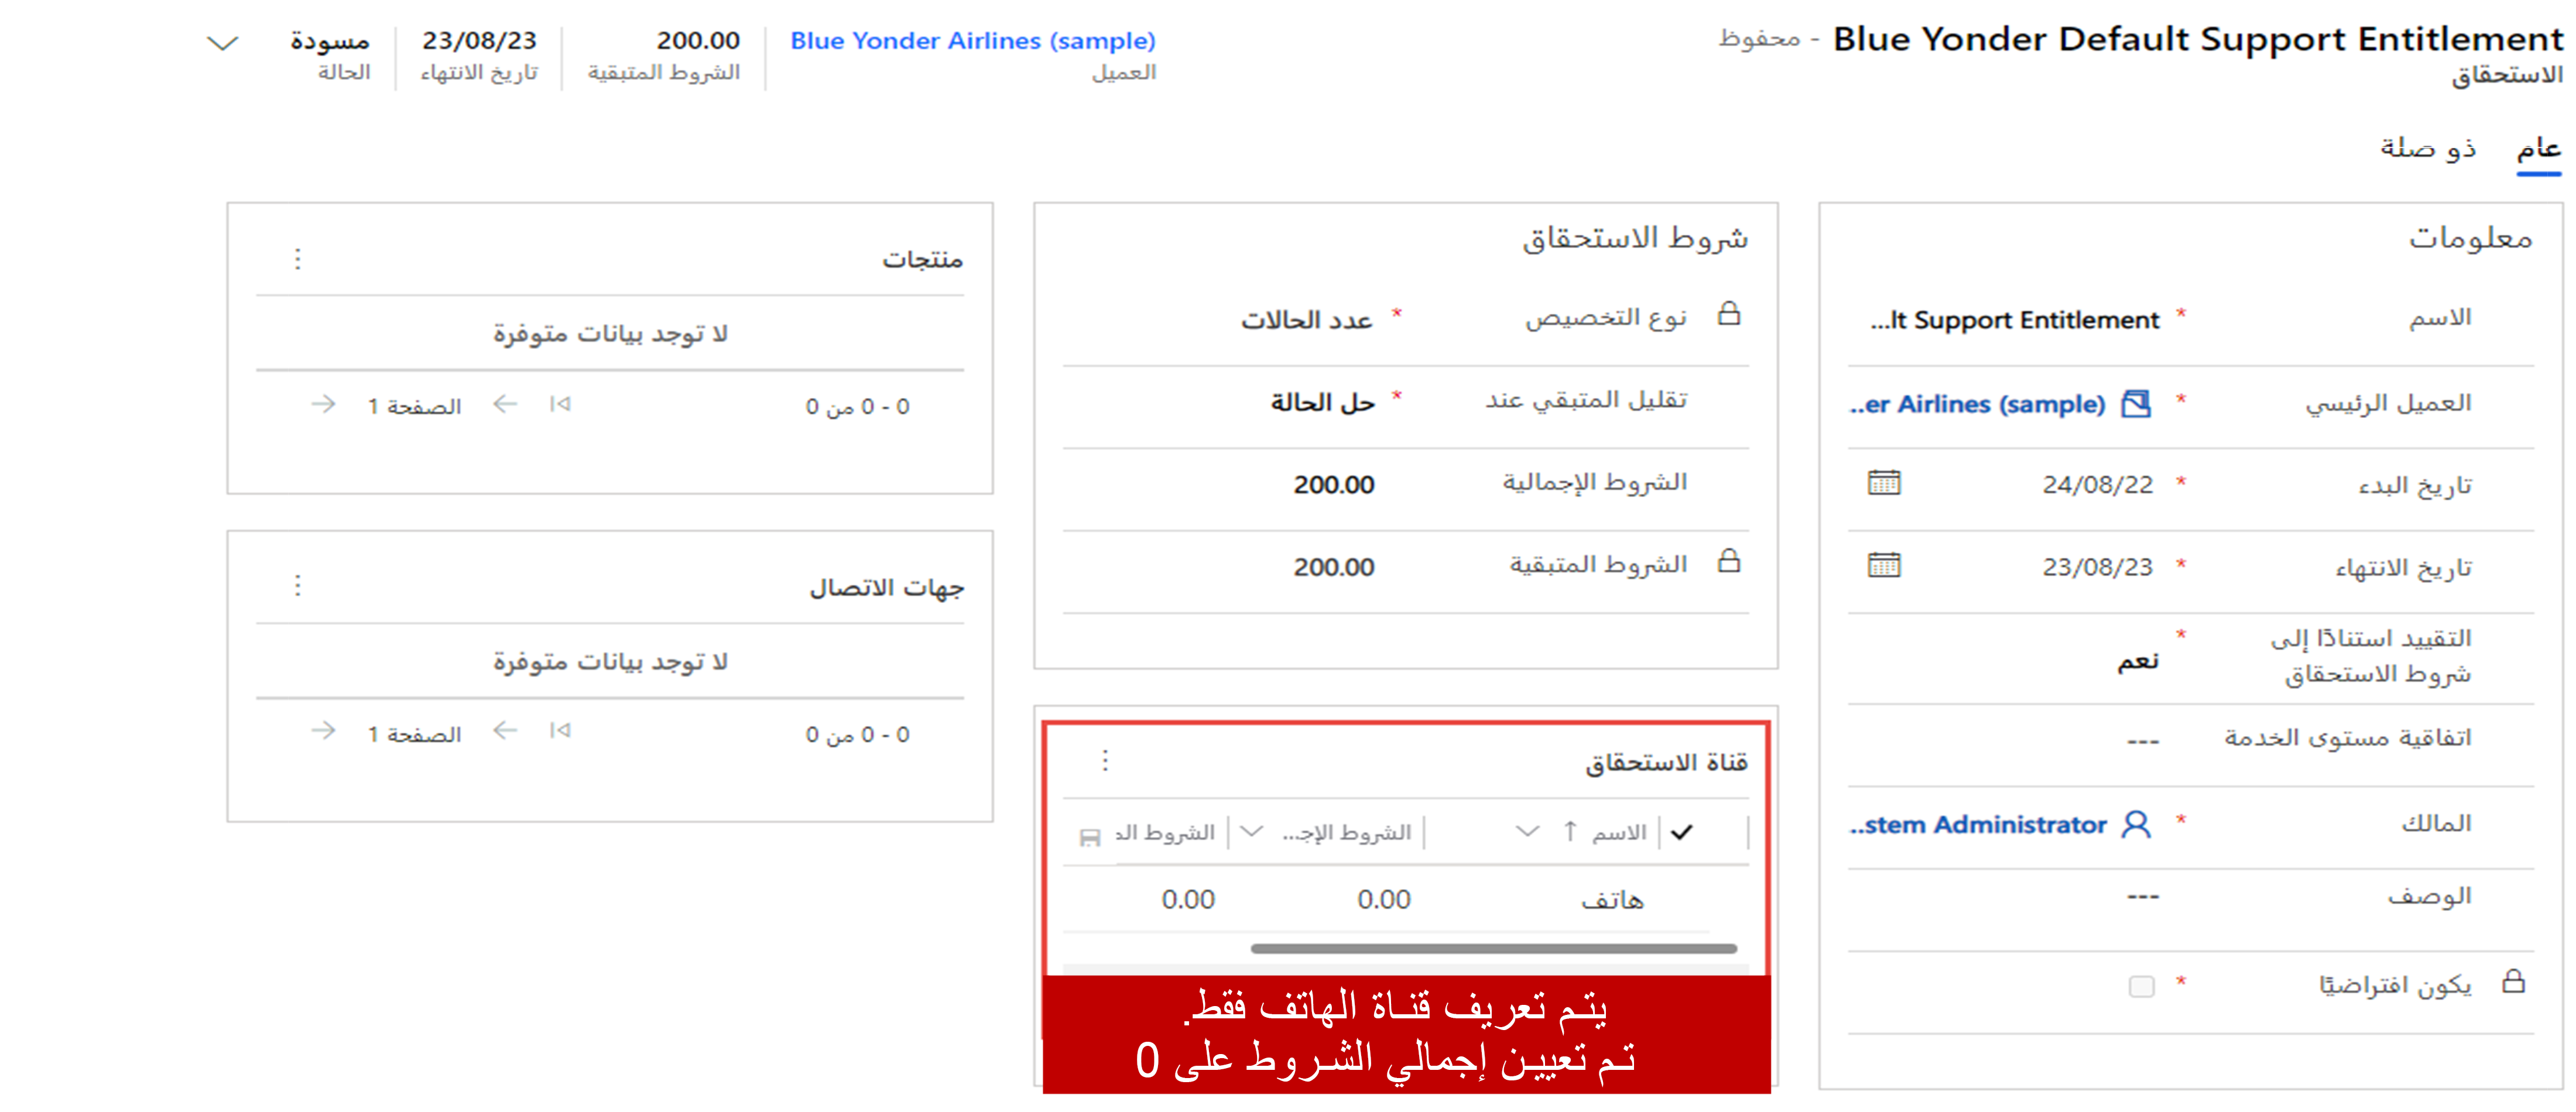 Blue Yonder Default Support Entitlement - محفوظ
الاستحقاق
Blue Yonder Airlines (sample)
العميل
200.00
الشروط المتبقية
23/08/23
تاريخ الانتهاء
مسودة
الحالة
عام
ذو صلة
معلومات
الاسم * ...lt Support Entitlement
العميل الرئيسي * ..er Airlines (sample)
تاريخ البدء * 24/08/22
تاريخ الانتهاء * 23/08/23
التقييد استنادًا إلى
شروط الاستحقاق * نعم
اتفاقية مستوى الخدمة ---
المالك * ..stem Administrator
الوصف ---
يكون افتراضيًا *
شروط الاستحقاق
نوع التخصيص * عدد الحالات
تقليل المتبقي عند * حل الحالة
الشروط الإجمالية 200.00
الشروط المتبقية 200.00
قناة الاستحقاق
الاسم ↑ الشروط الإجـ... الشروط المـ
هاتف 0.00 0.00
يتم تعريف قناة الهاتف فقط.
تم تعيين إجمالي الشروط على 0
منتجات
لا توجد بيانات متوفرة
0 - 0 من 0 الصفحة 1
جهات الاتصال
لا توجد بيانات متوفرة
0 - 0 من 0 الصفحة 1